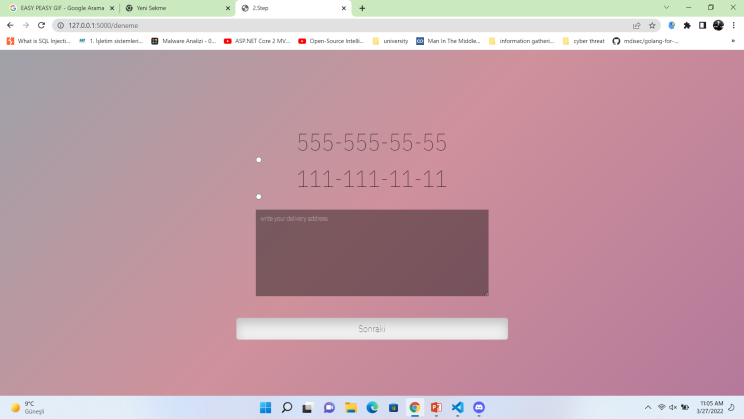 EASY PEASY GIF - Google Arama
Yeni Sekme
2.Step
127.0.0.1:5000/deneme
What is SQL Injecti...
1. İşletim sistemleri...
Malware Analizi - 0...
ASP.NET Core 2 MV...
Open-Source Intelli...
university
Man In The Middle...
information gatheri...
cyber threat
mdisec/golang-for-...
»
555-555-55-55
111-111-11-11
write your delivery address
Sonraki
9°C
Güneşli
11:05 AM
3/27/2022